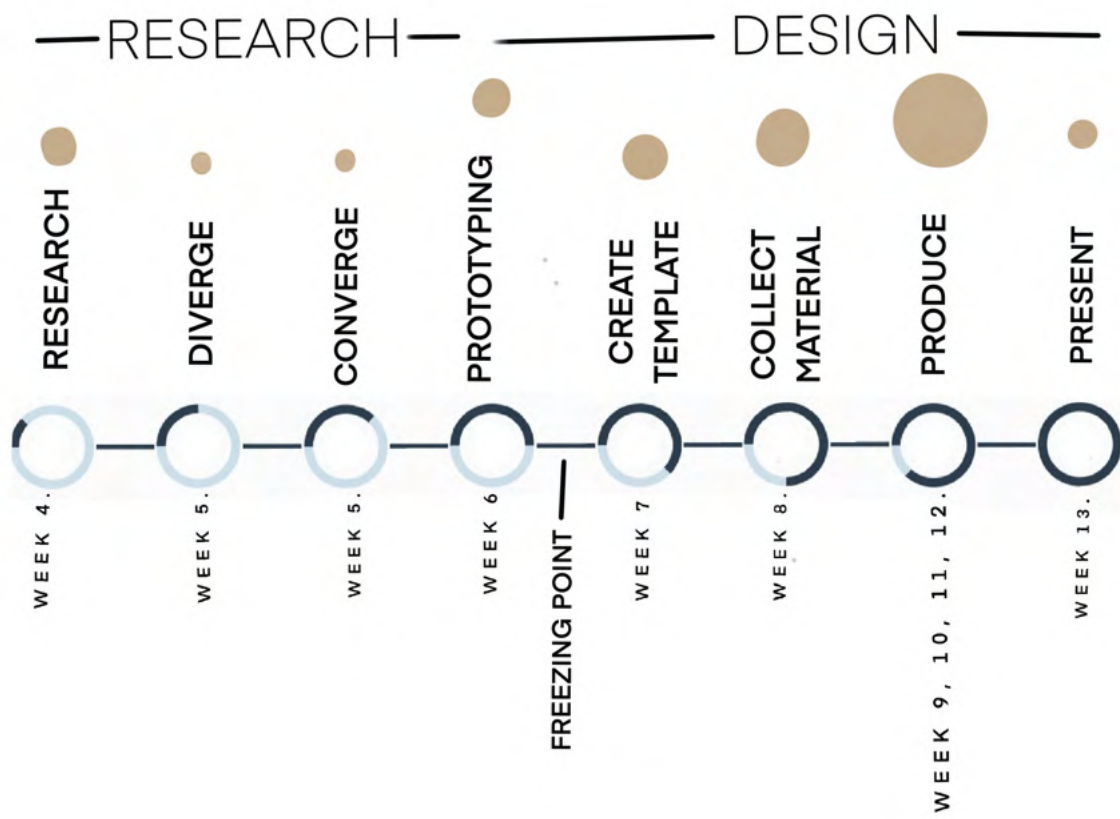 RESEARCH
DESIGN
RESEARCH
DIVERGE
CONVERGE
PROTOTYPING
CREATE
TEMPLATE
COLLECT
MATERIAL
PRODUCE
PRESENT
WEEK 4.
WEEK 5.
WEEK 5.
WEEK 6
FREEZING POINT
WEEK 7
WEEK 8.
WEEK 9, 10, 11, 12.
WEEK 13.